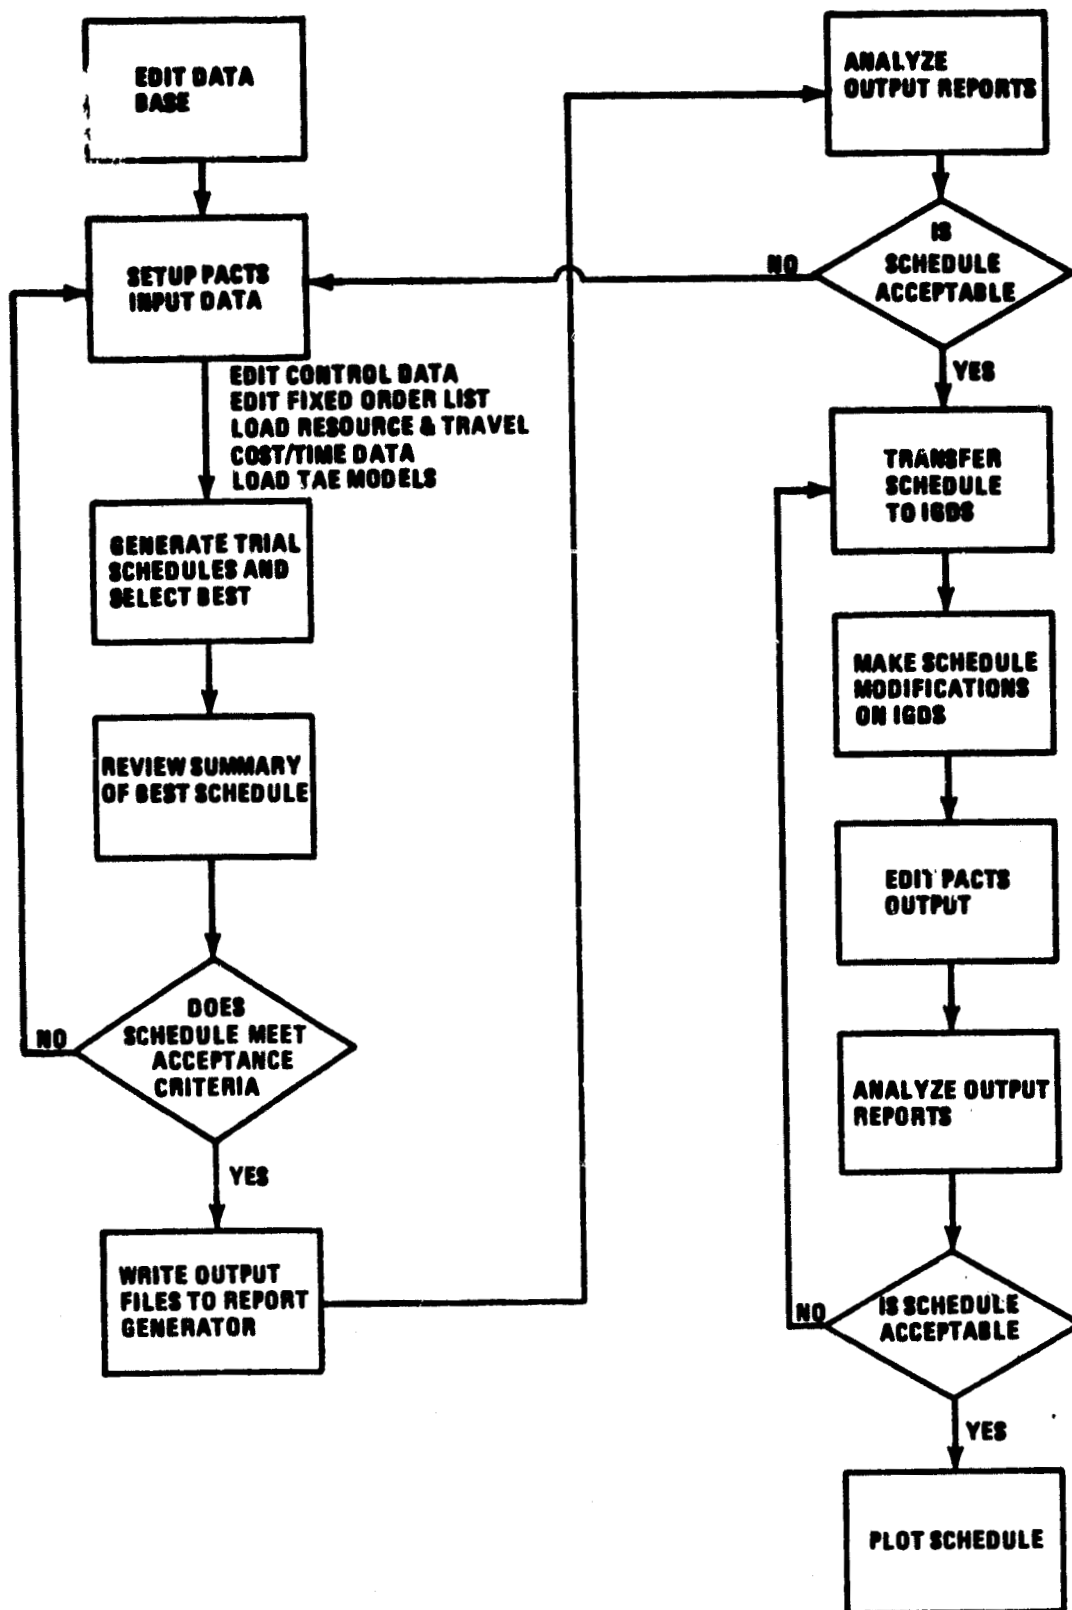 EDIT DATA
BASE
SETUP PACTS
INPUT DATA
EDIT CONTROL DATA
EDIT FIXED ORDER LIST
LOAD RESOURCE & TRAVEL
COST/TIME DATA
LOAD TAE MODELS
GENERATE TRIAL
SCHEDULES AND
SELECT BEST
REVIEW SUMMARY
OF BEST SCHEDULE
DOES
SCHEDULE MEET
ACCEPTANCE
CRITERIA
NO
YES
WRITE OUTPUT
FILES TO REPORT
GENERATOR
ANALYZE
OUTPUT REPORTS
IS
SCHEDULE
ACCEPTABLE
NO
YES
TRANSFER
SCHEDULE
TO IGDS
MAKE SCHEDULE
MODIFICATIONS
ON IGDS
EDIT PACTS
OUTPUT
ANALYZE OUTPUT
REPORTS
IS SCHEDULE
ACCEPTABLE
NO
YES
PLOT SCHEDULE